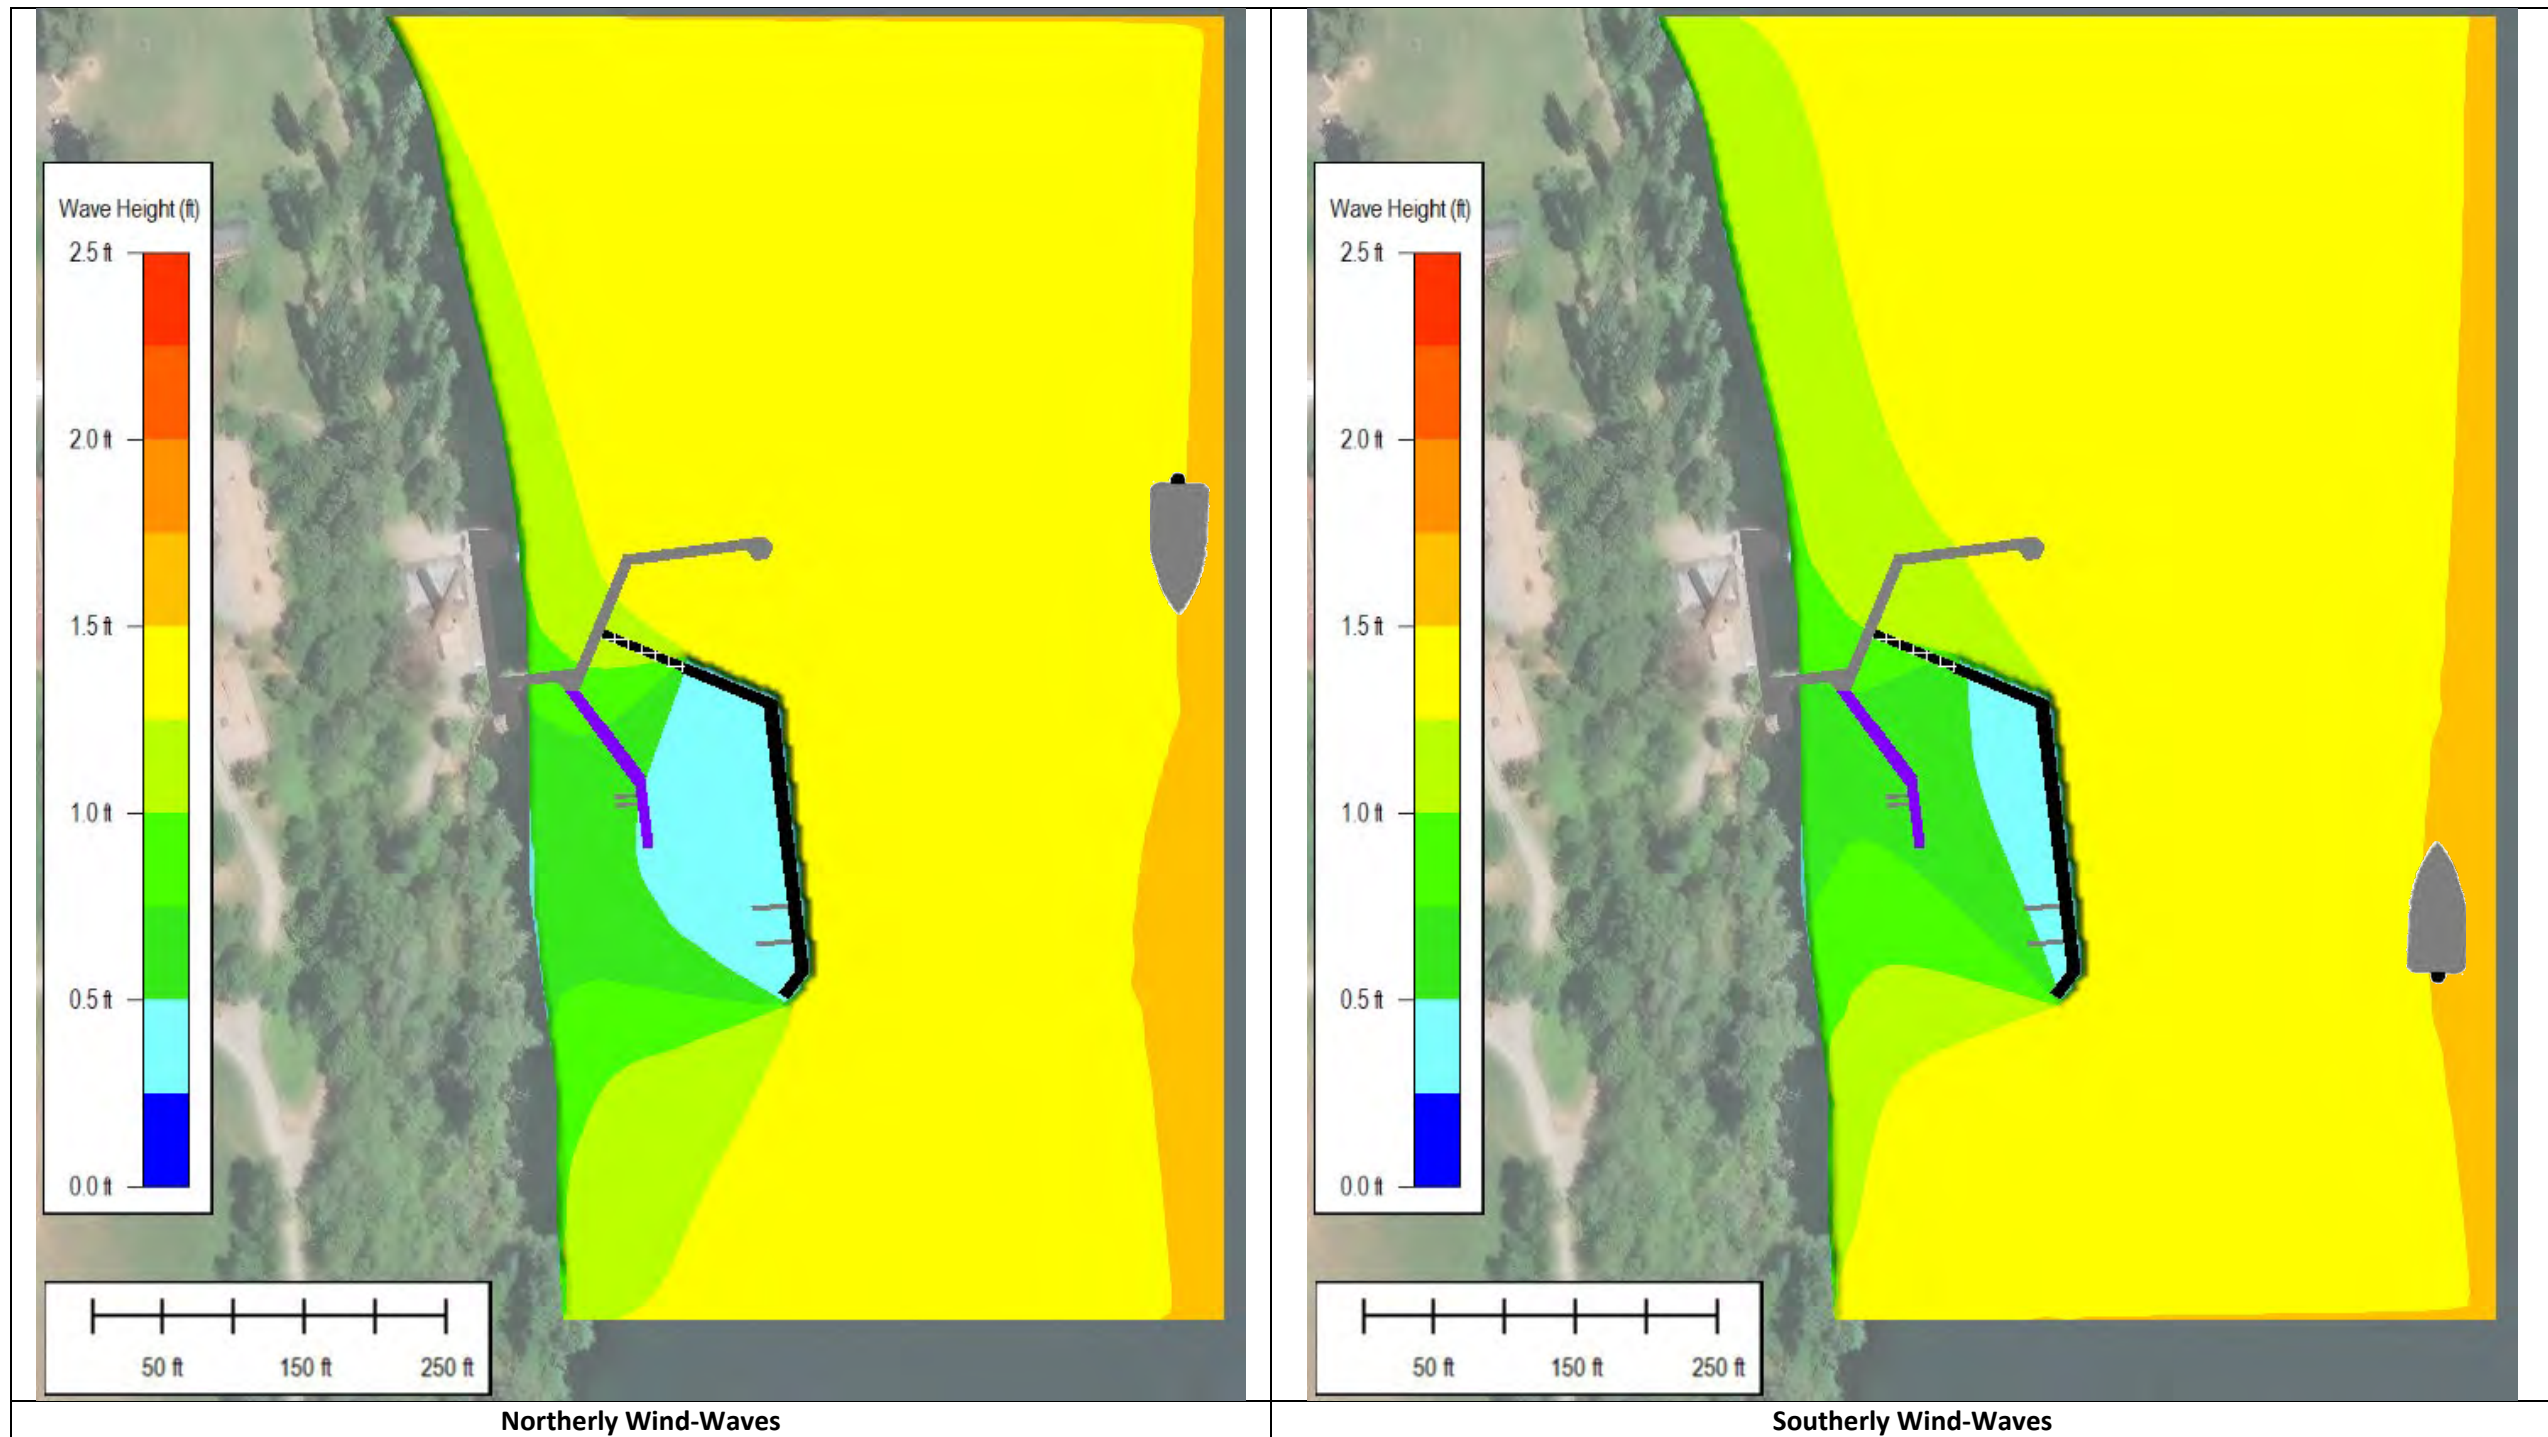 Wave Height (ft)
2.5 ft
2.0 ft
1.5 ft
1.0 ft
0.5 ft
0.0 ft
50 ft 150 ft 250 ft
Northerly Wind-Waves
Wave Height (ft)
2.5 ft
2.0 ft
1.5 ft
1.0 ft
0.5 ft
0.0 ft
50 ft 150 ft 250 ft
Southerly Wind-Waves